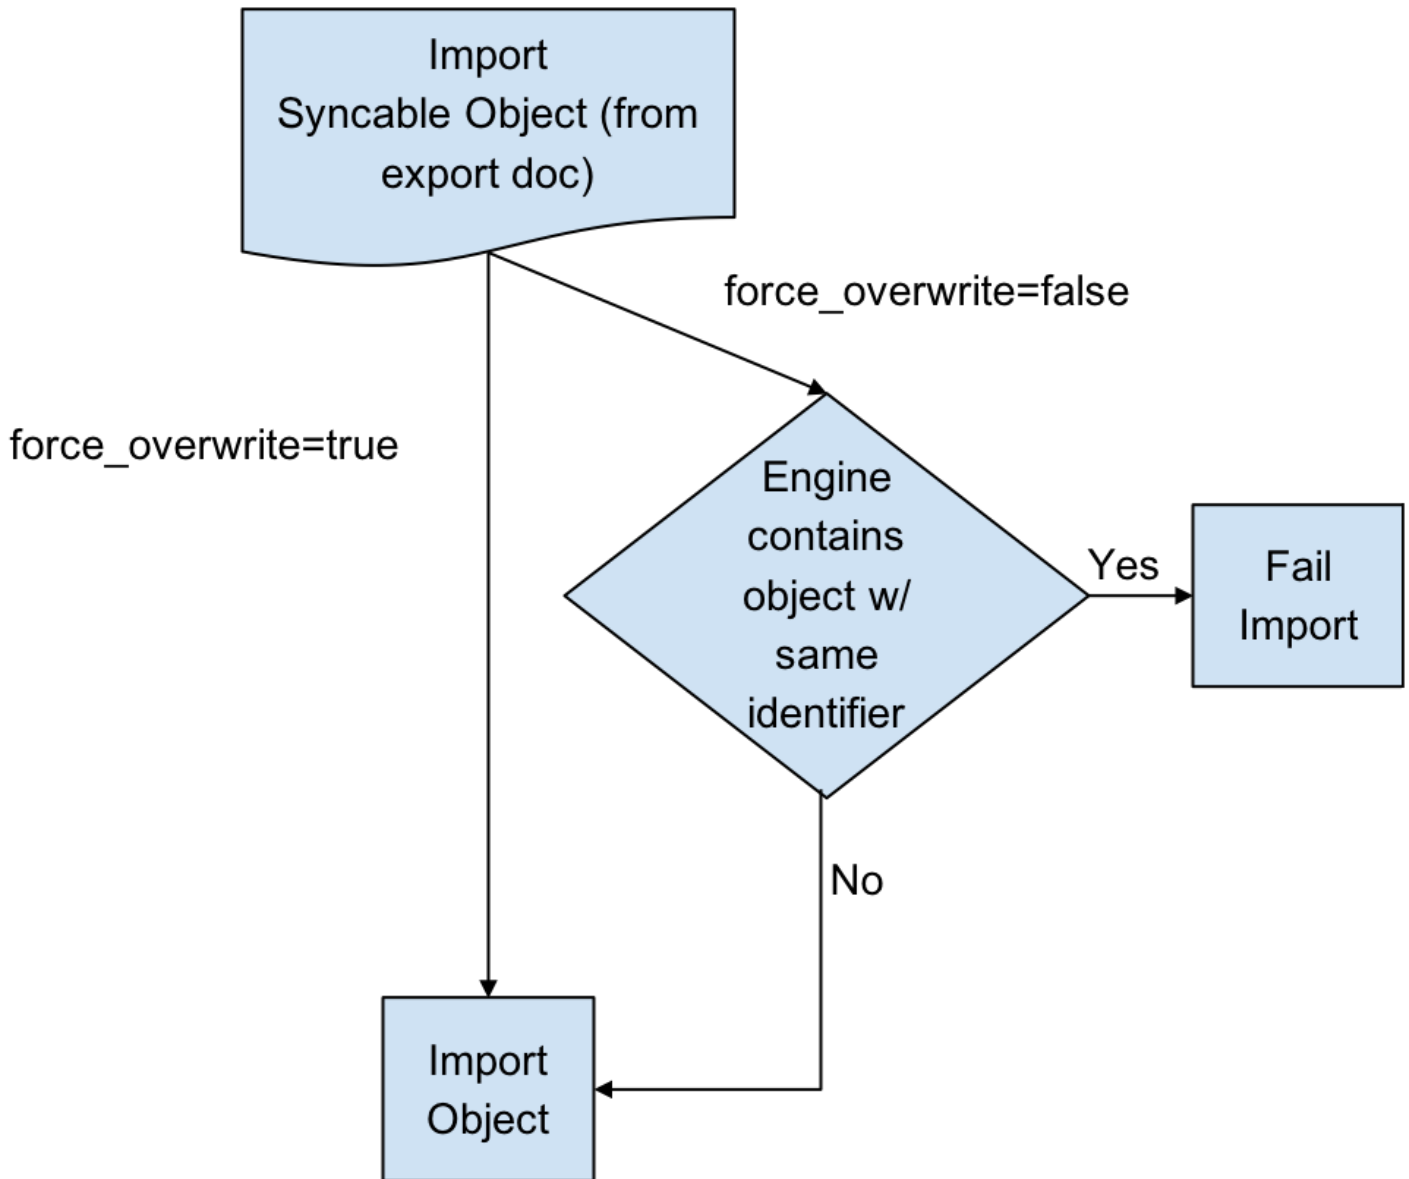 Import
Syncable Object (from
export doc)
force_overwrite=false
force_overwrite=true
Engine
contains
object w/
same
identifier
Yes
Fail
Import
No
Import
Object